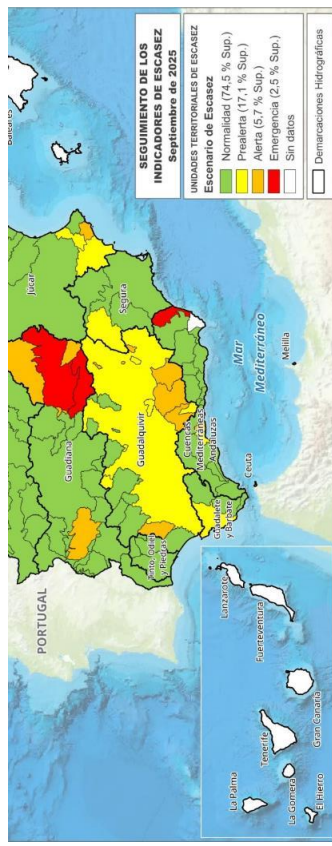 SEGUIMIENTO DE LOS
INDICADORES DE ESCASEZ
Septiembre de 2025
UNIDADES TERRITORIALES DE ESCASEZ
Escenario de Escasez
Normalidad (74,5 % Sup.)
Prealerta (17,1 % Sup.)
Alerta (5,7 % Sup.)
Emergencia (2,5 % Sup.)
Sin datos
Demarcaciones Hidrográficas
Baleares
Júcar
Segura
Guadiana
Guadalquivir
PORTUGAL
Tinto, Odiel
y Piedras
Guadalete
y Barbate
Cuencas
Mediterráneas
Andaluzas
Mar
Mediterráneo
Ceuta
Melilla
La Palma
La Gomera
El Hierro
Tenerife
Gran Canaria
Fuerteventura
Lanzarote